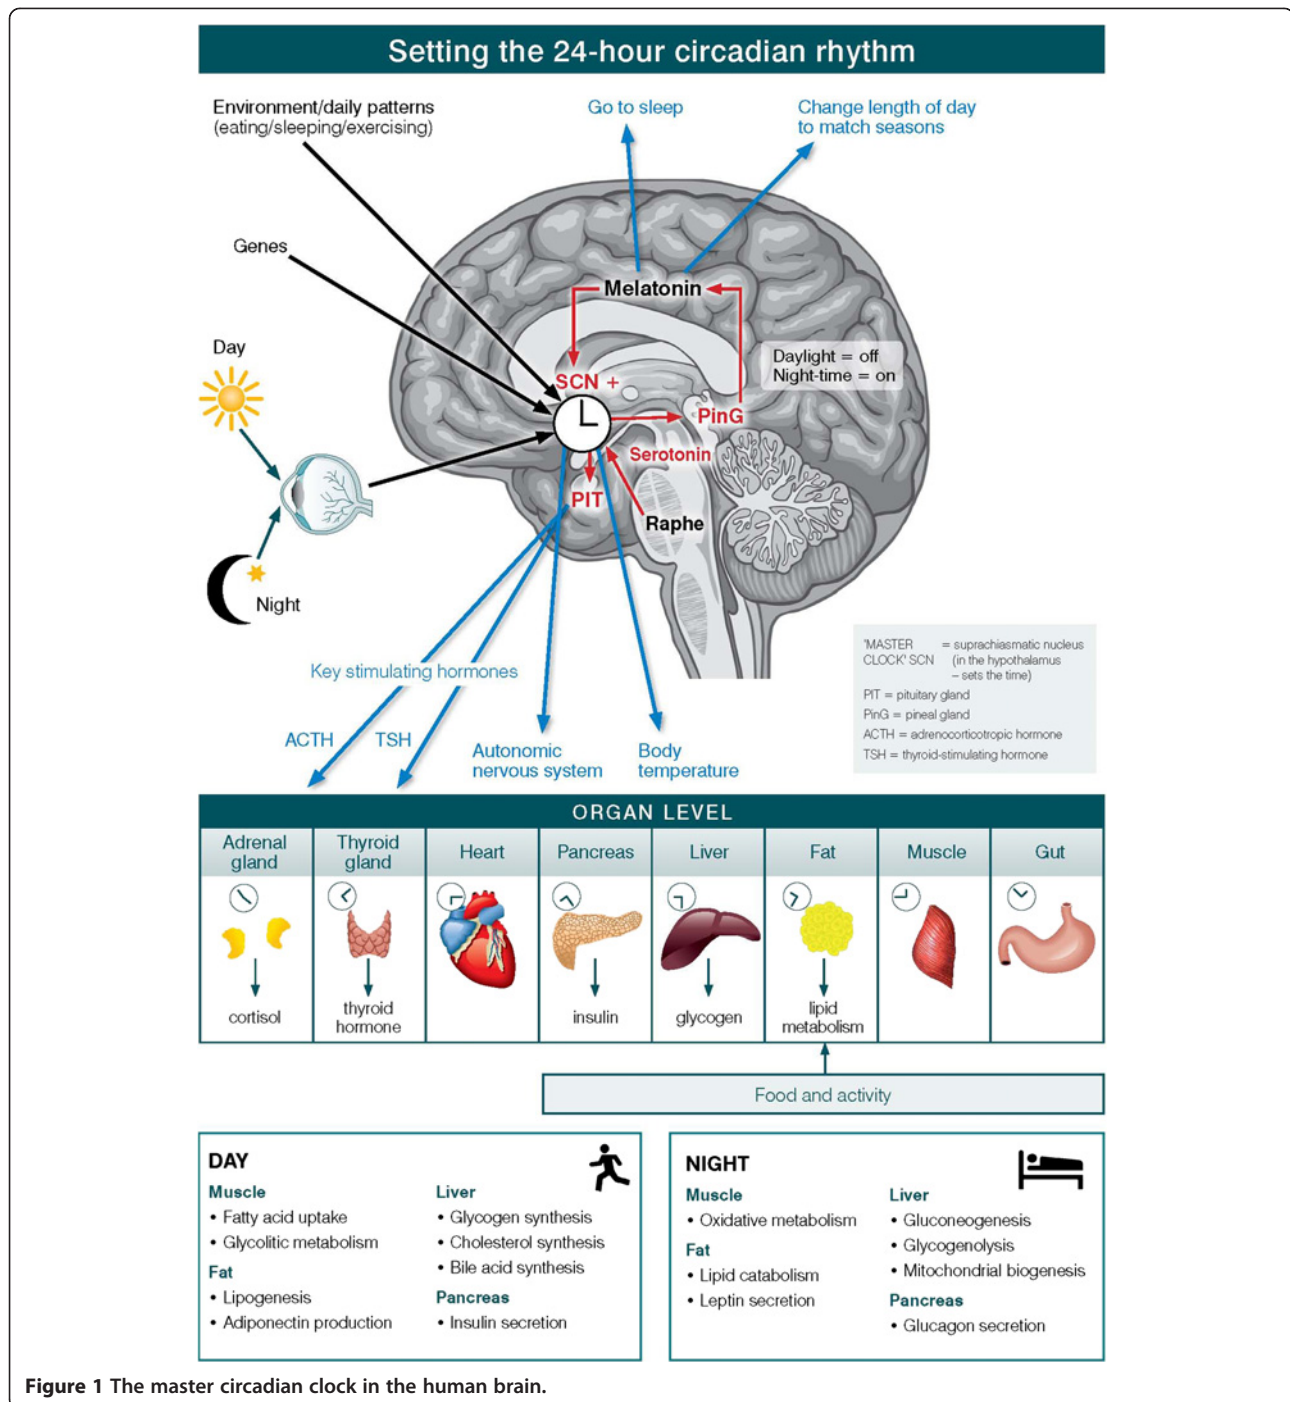 Setting the 24-hour circadian rhythm
Environment/daily patterns
(eating/sleeping/exercising)
Go to sleep
Change length of day
to match seasons
Genes
Melatonin
Day
Daylight = off
Night-time = on
SCN +
PinG
Serotonin
PIT
Raphe
Night
Key stimulating hormones
ACTH
TSH
Autonomic
nervous system
Body
temperature
'MASTER = suprachiasmatic nucleus
CLOCK' SCN (in the hypothalamus
– sets the time)
PIT = pituitary gland
PinG = pineal gland
ACTH = adrenocorticotropic hormone
TSH = thyroid-stimulating hormone
ORGAN LEVEL
Adrenal
gland
Thyroid
gland
Heart
Pancreas
Liver
Fat
Muscle
Gut
cortisol
thyroid
hormone
insulin
glycogen
lipid
metabolism
Food and activity
DAY
Muscle
• Fatty acid uptake
• Glycolitic metabolism
Fat
• Lipogenesis
• Adiponectin production
Liver
• Glycogen synthesis
• Cholesterol synthesis
• Bile acid synthesis
Pancreas
• Insulin secretion
NIGHT
Muscle
• Oxidative metabolism
Fat
• Lipid catabolism
• Leptin secretion
Liver
• Gluconeogenesis
• Glycogenolysis
• Mitochondrial biogenesis
Pancreas
• Glucagon secretion
Figure 1 The master circadian clock in the human brain.